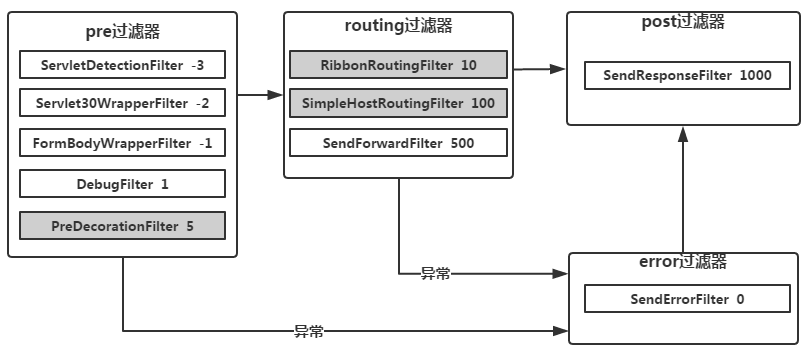 pre过滤器
ServletDetectionFilter -3
Servlet30WrapperFilter -2
FormBodyWrapperFilter -1
DebugFilter 1
PreDecorationFilter 5
routing过滤器
RibbonRoutingFilter 10
SimpleHostRoutingFilter 100
SendForwardFilter 500
post过滤器
SendResponseFilter 1000
error过滤器
SendErrorFilter 0
异常
异常